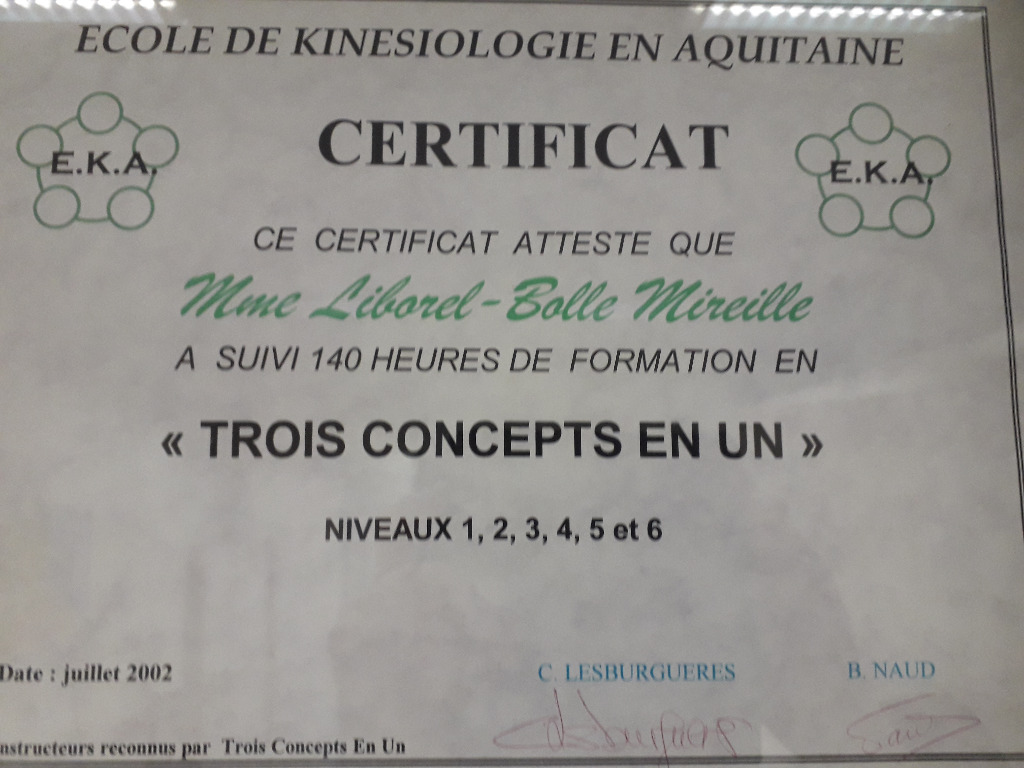 ECOLE DE KINESIOLOGIE EN AQUITAINE
E.K.A.
CERTIFICAT
E.K.A.
CE CERTIFICAT ATTESTE QUE
Mme Liborel-Bolle Mireille
A SUIVI 140 HEURES DE FORMATION EN
« TROIS CONCEPTS EN UN »
NIVEAUX 1, 2, 3, 4, 5 et 6
Date : juillet 2002
C. LESBURGUERES
B. NAUD
nstructeurs reconnus par Trois Concepts En Un